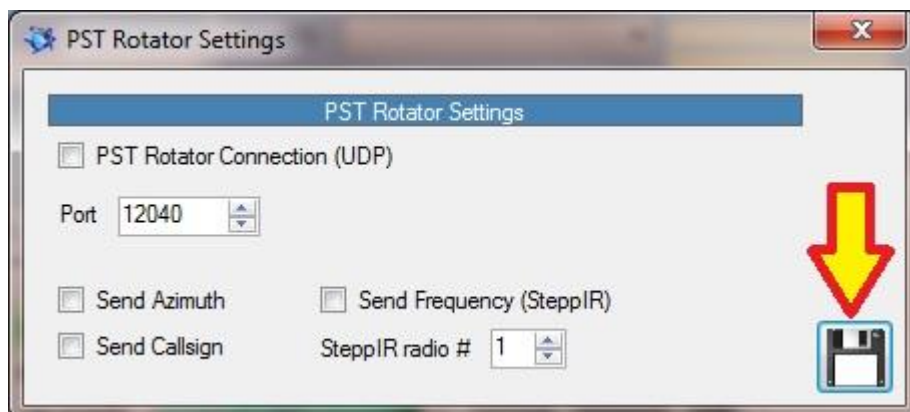 PST Rotator Settings
PST Rotator Settings
PST Rotator Connection (UDP)
Port 12040
Send Azimuth Send Frequency (SteppIR)
Send Callsign SteppIR radio # 1